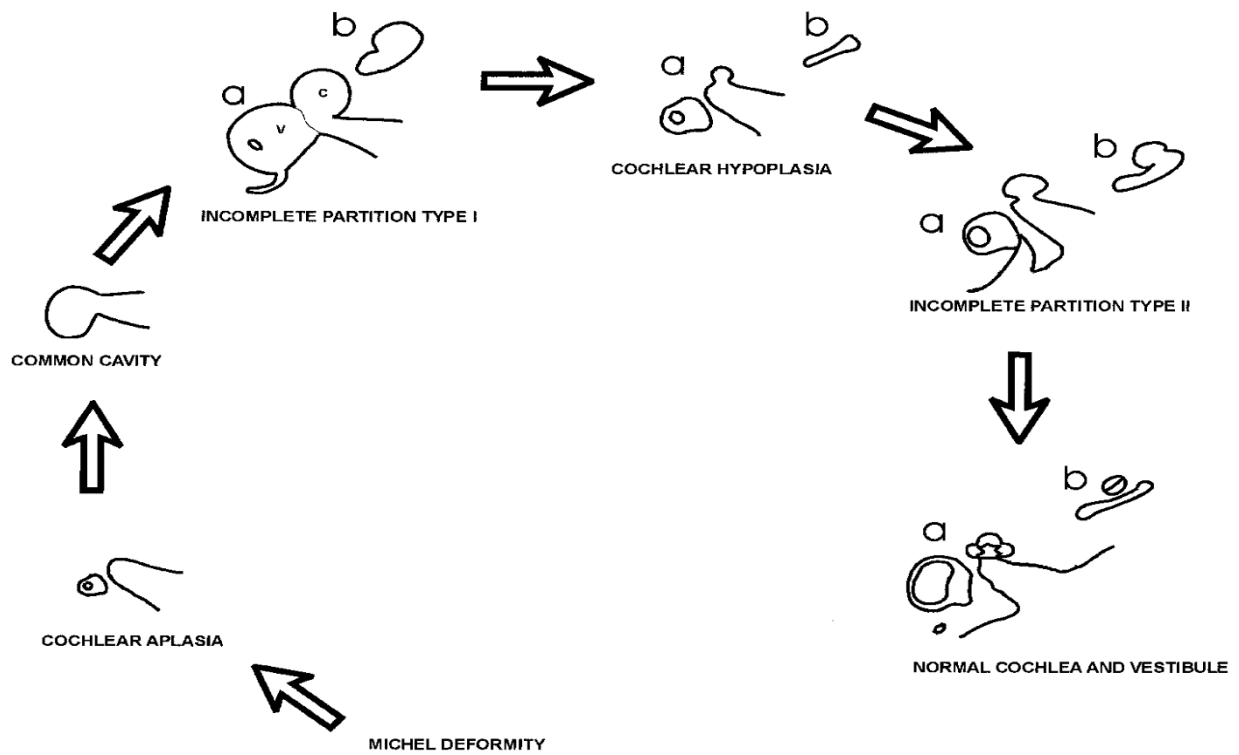 b
a
c
v
INCOMPLETE PARTITION TYPE I
b
a
COCHLEAR HYPOPLASIA
b
a
INCOMPLETE PARTITION TYPE II
COMMON CAVITY
b
a
COCHLEAR APLASIA
NORMAL COCHLEA AND VESTIBULE
MICHEL DEFORMITY